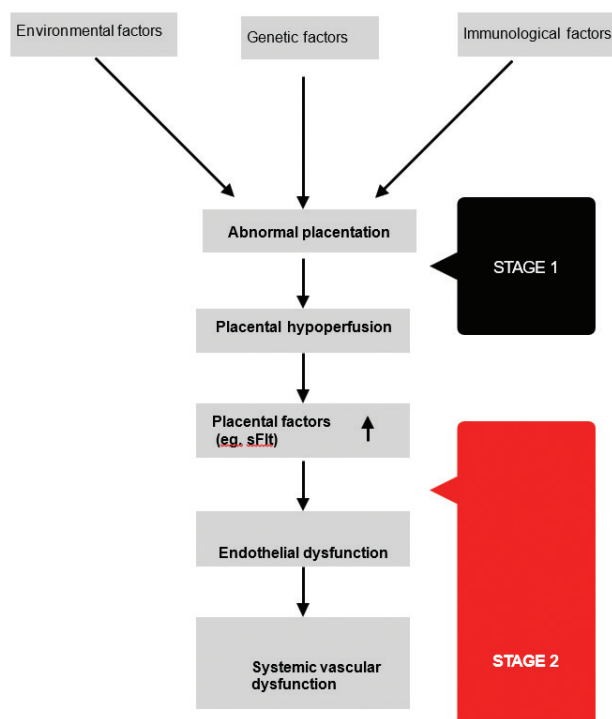 Environmental factors
Genetic factors
Immunological factors
Abnormal placentation
STAGE 1
Placental hypoperfusion
Placental factors
(eg. sFlt)
Endothelial dysfunction
Systemic vascular
dysfunction
STAGE 2